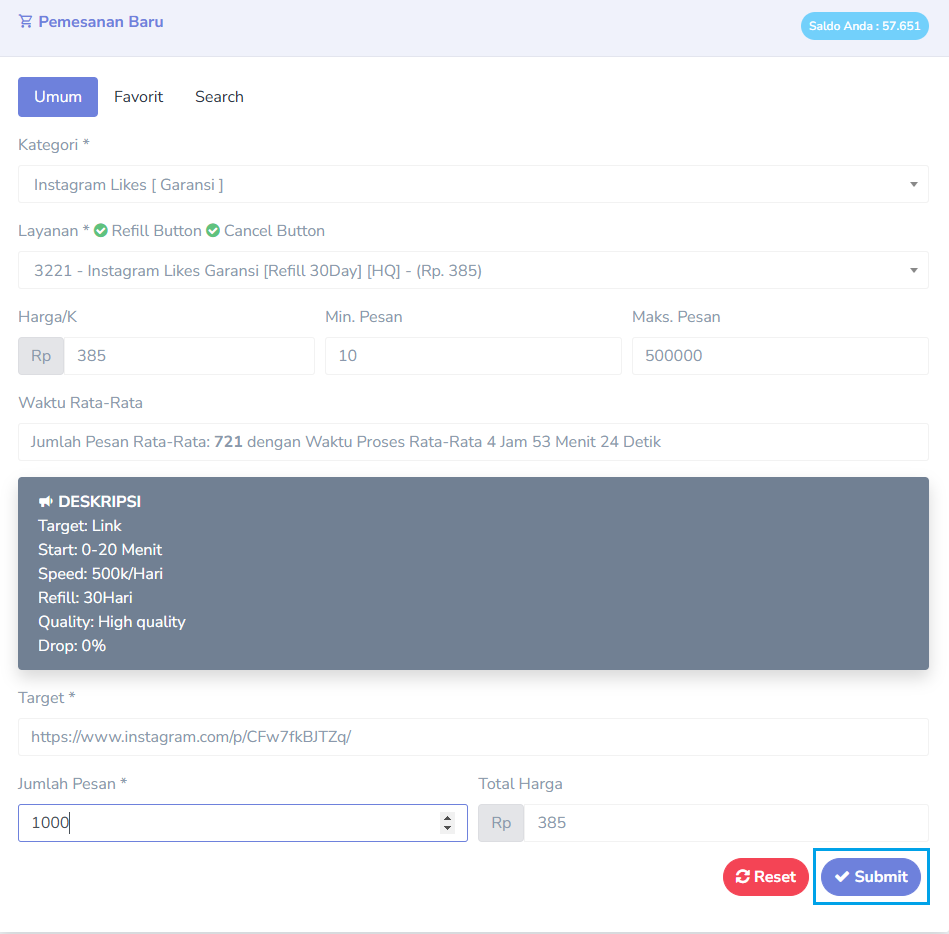 Pemesanan Baru
Saldo Anda : 57.651
Umum Favorit Search
Kategori *
Instagram Likes [ Garansi ]
Layanan * Refill Button Cancel Button
3221 - Instagram Likes Garansi [Refill 30Day] [HQ] - (Rp. 385)
Harga/K Min. Pesan Maks. Pesan
Rp 385 10 500000
Waktu Rata-Rata
Jumlah Pesan Rata-Rata: 721 dengan Waktu Proses Rata-Rata 4 Jam 53 Menit 24 Detik
DESKRIPSI
Target: Link
Start: 0-20 Menit
Speed: 500k/Hari
Refill: 30Hari
Quality: High quality
Drop: 0%
Target *
https://www.instagram.com/p/CFw7fkBJTZq/
Jumlah Pesan * Total Harga
1000 Rp 385
Reset Submit